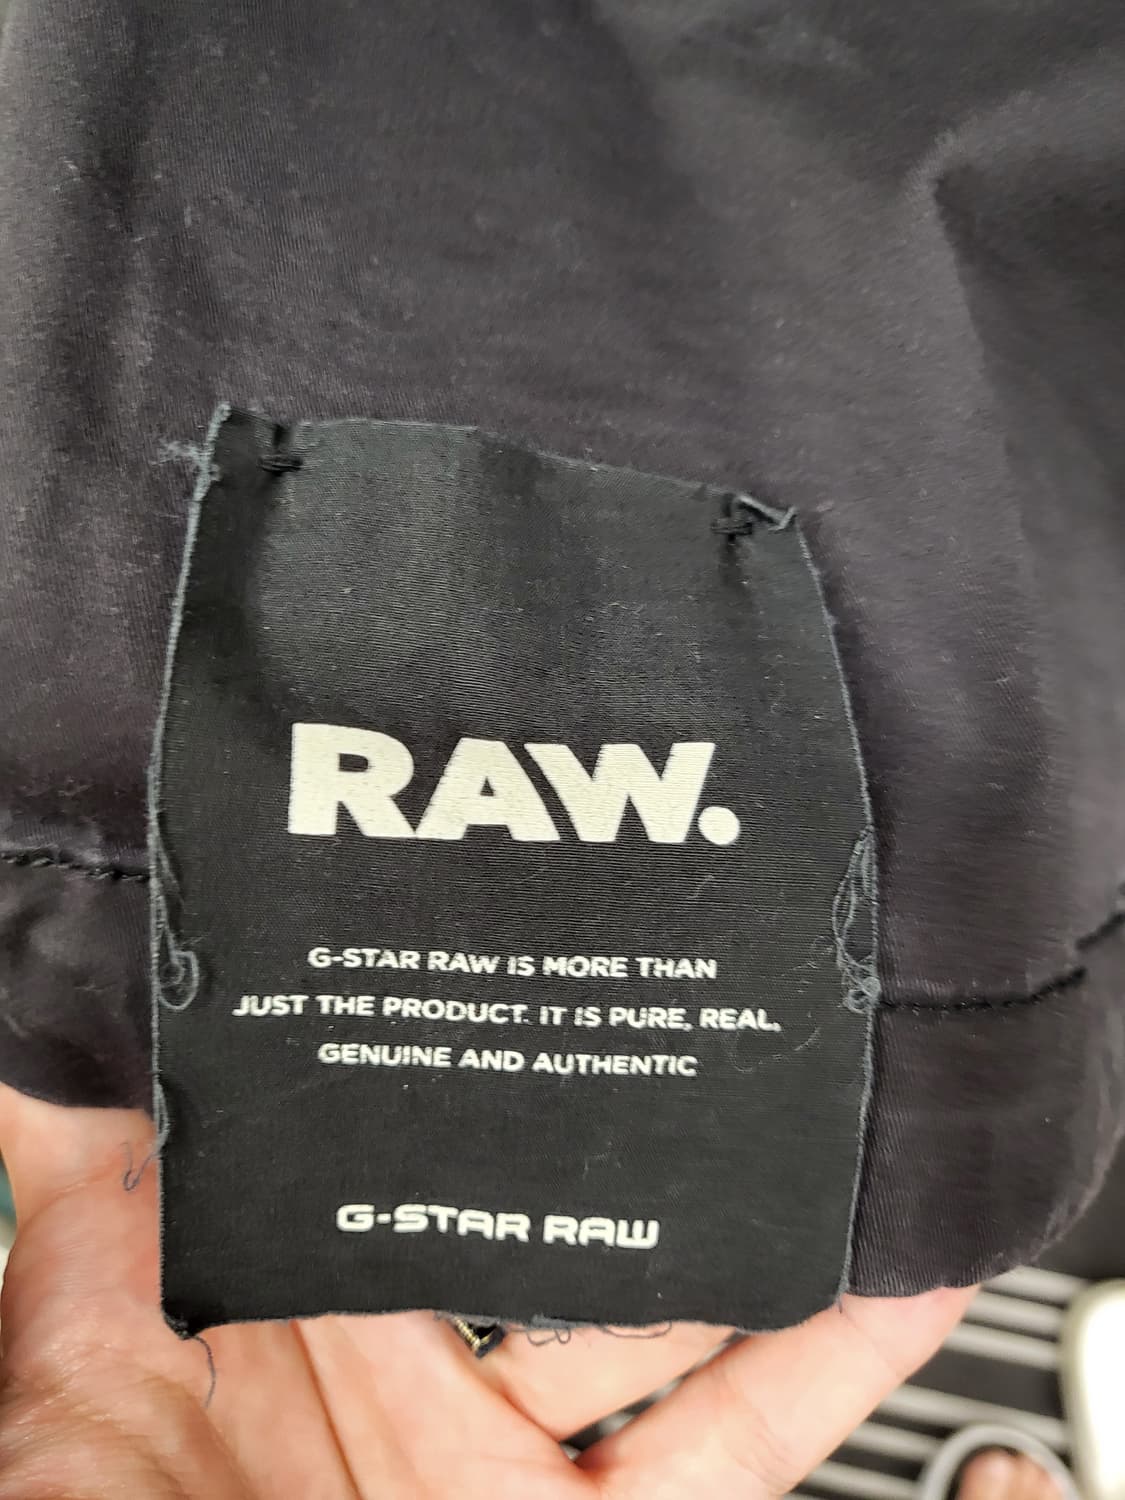 RAW.
G-STAR RAW IS MORE THAN
JUST THE PRODUCT. IT IS PURE, REAL,
GENUINE AND AUTHENTIC
G-STAR RAW